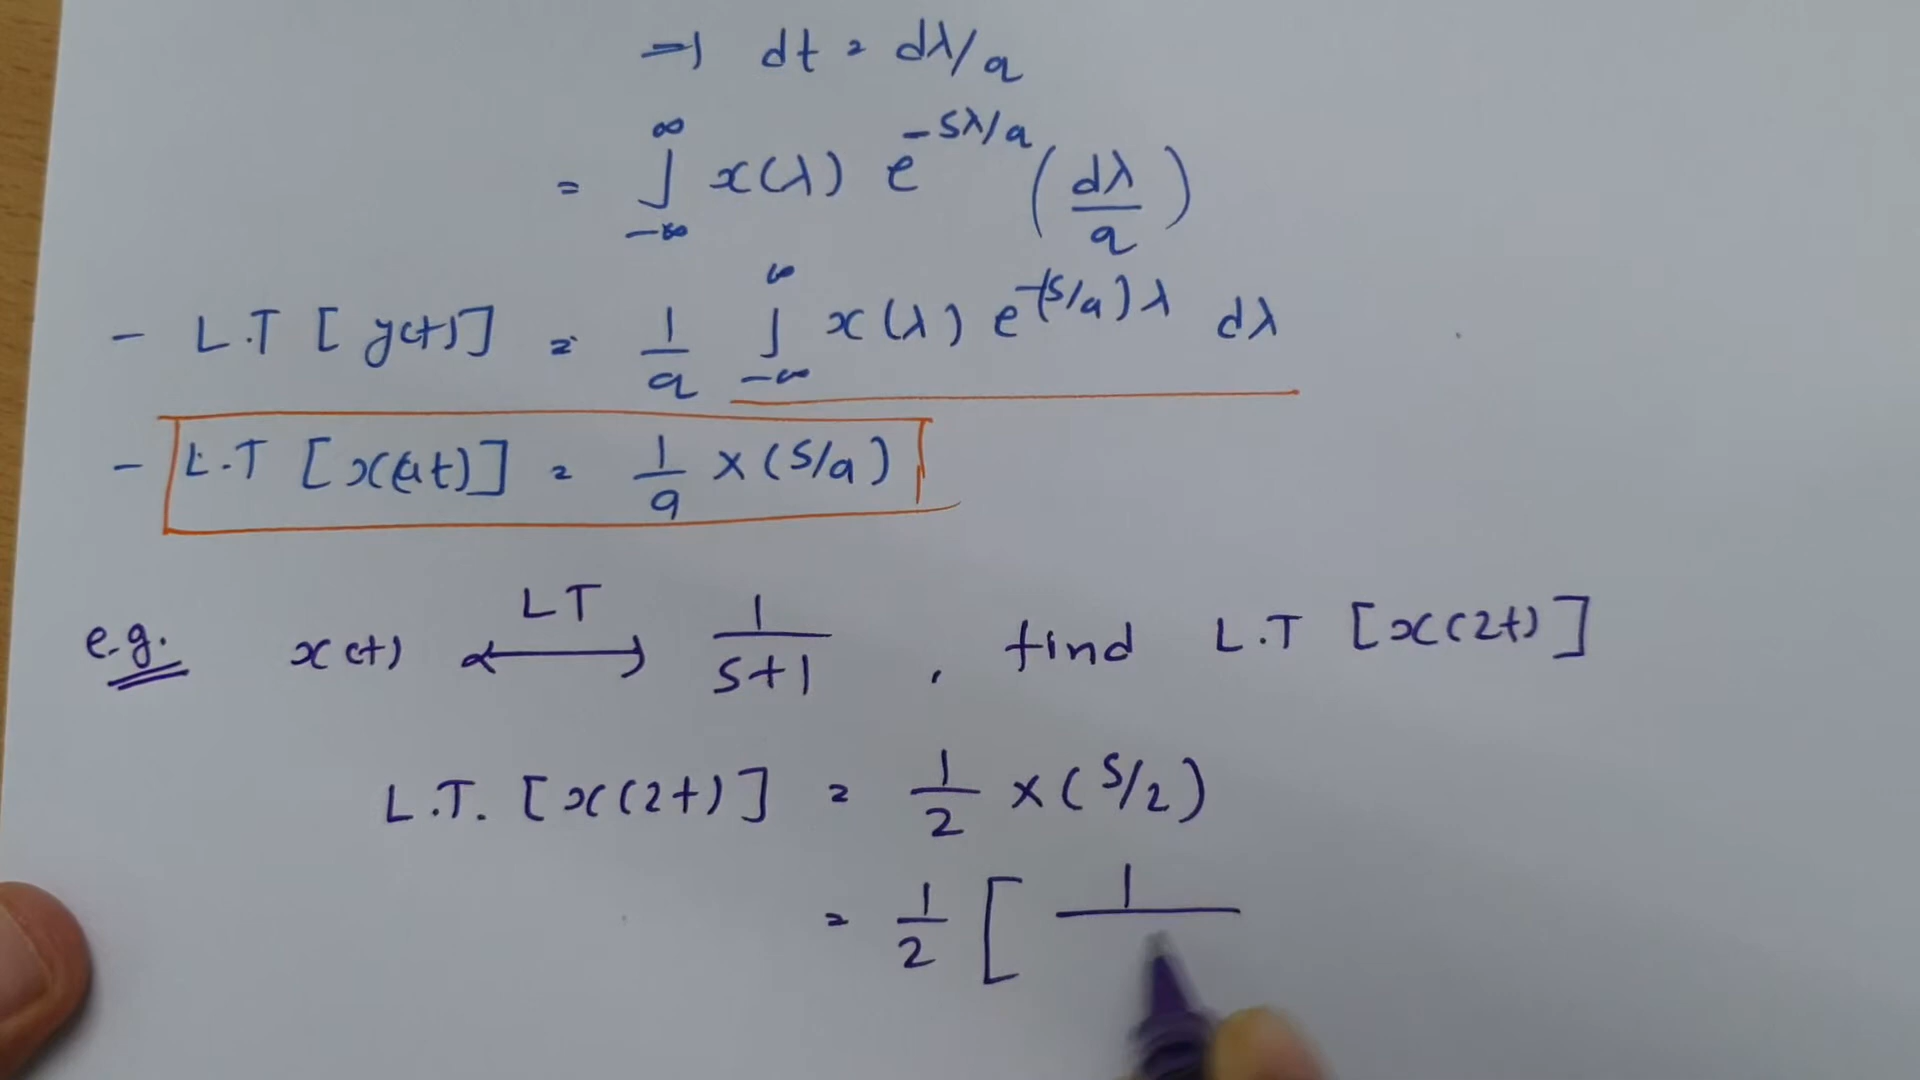 ⇒ dt = dλ/a
= ∫_{-∞}^{∞} x(λ) e^{-sλ/a} (dλ/a)
- L.T [y(t)] = 1/a ∫_{-∞}^{∞} x(λ) e^{-(s/a)λ} dλ
- L.T [x(at)] = 1/a X(s/a)
e.g. x(t) ⟷^{LT} 1/(s+1) , find L.T [x(2t)]
L.T. [x(2t)] = 1/2 X(s/2)
= 1/2 [ 1/